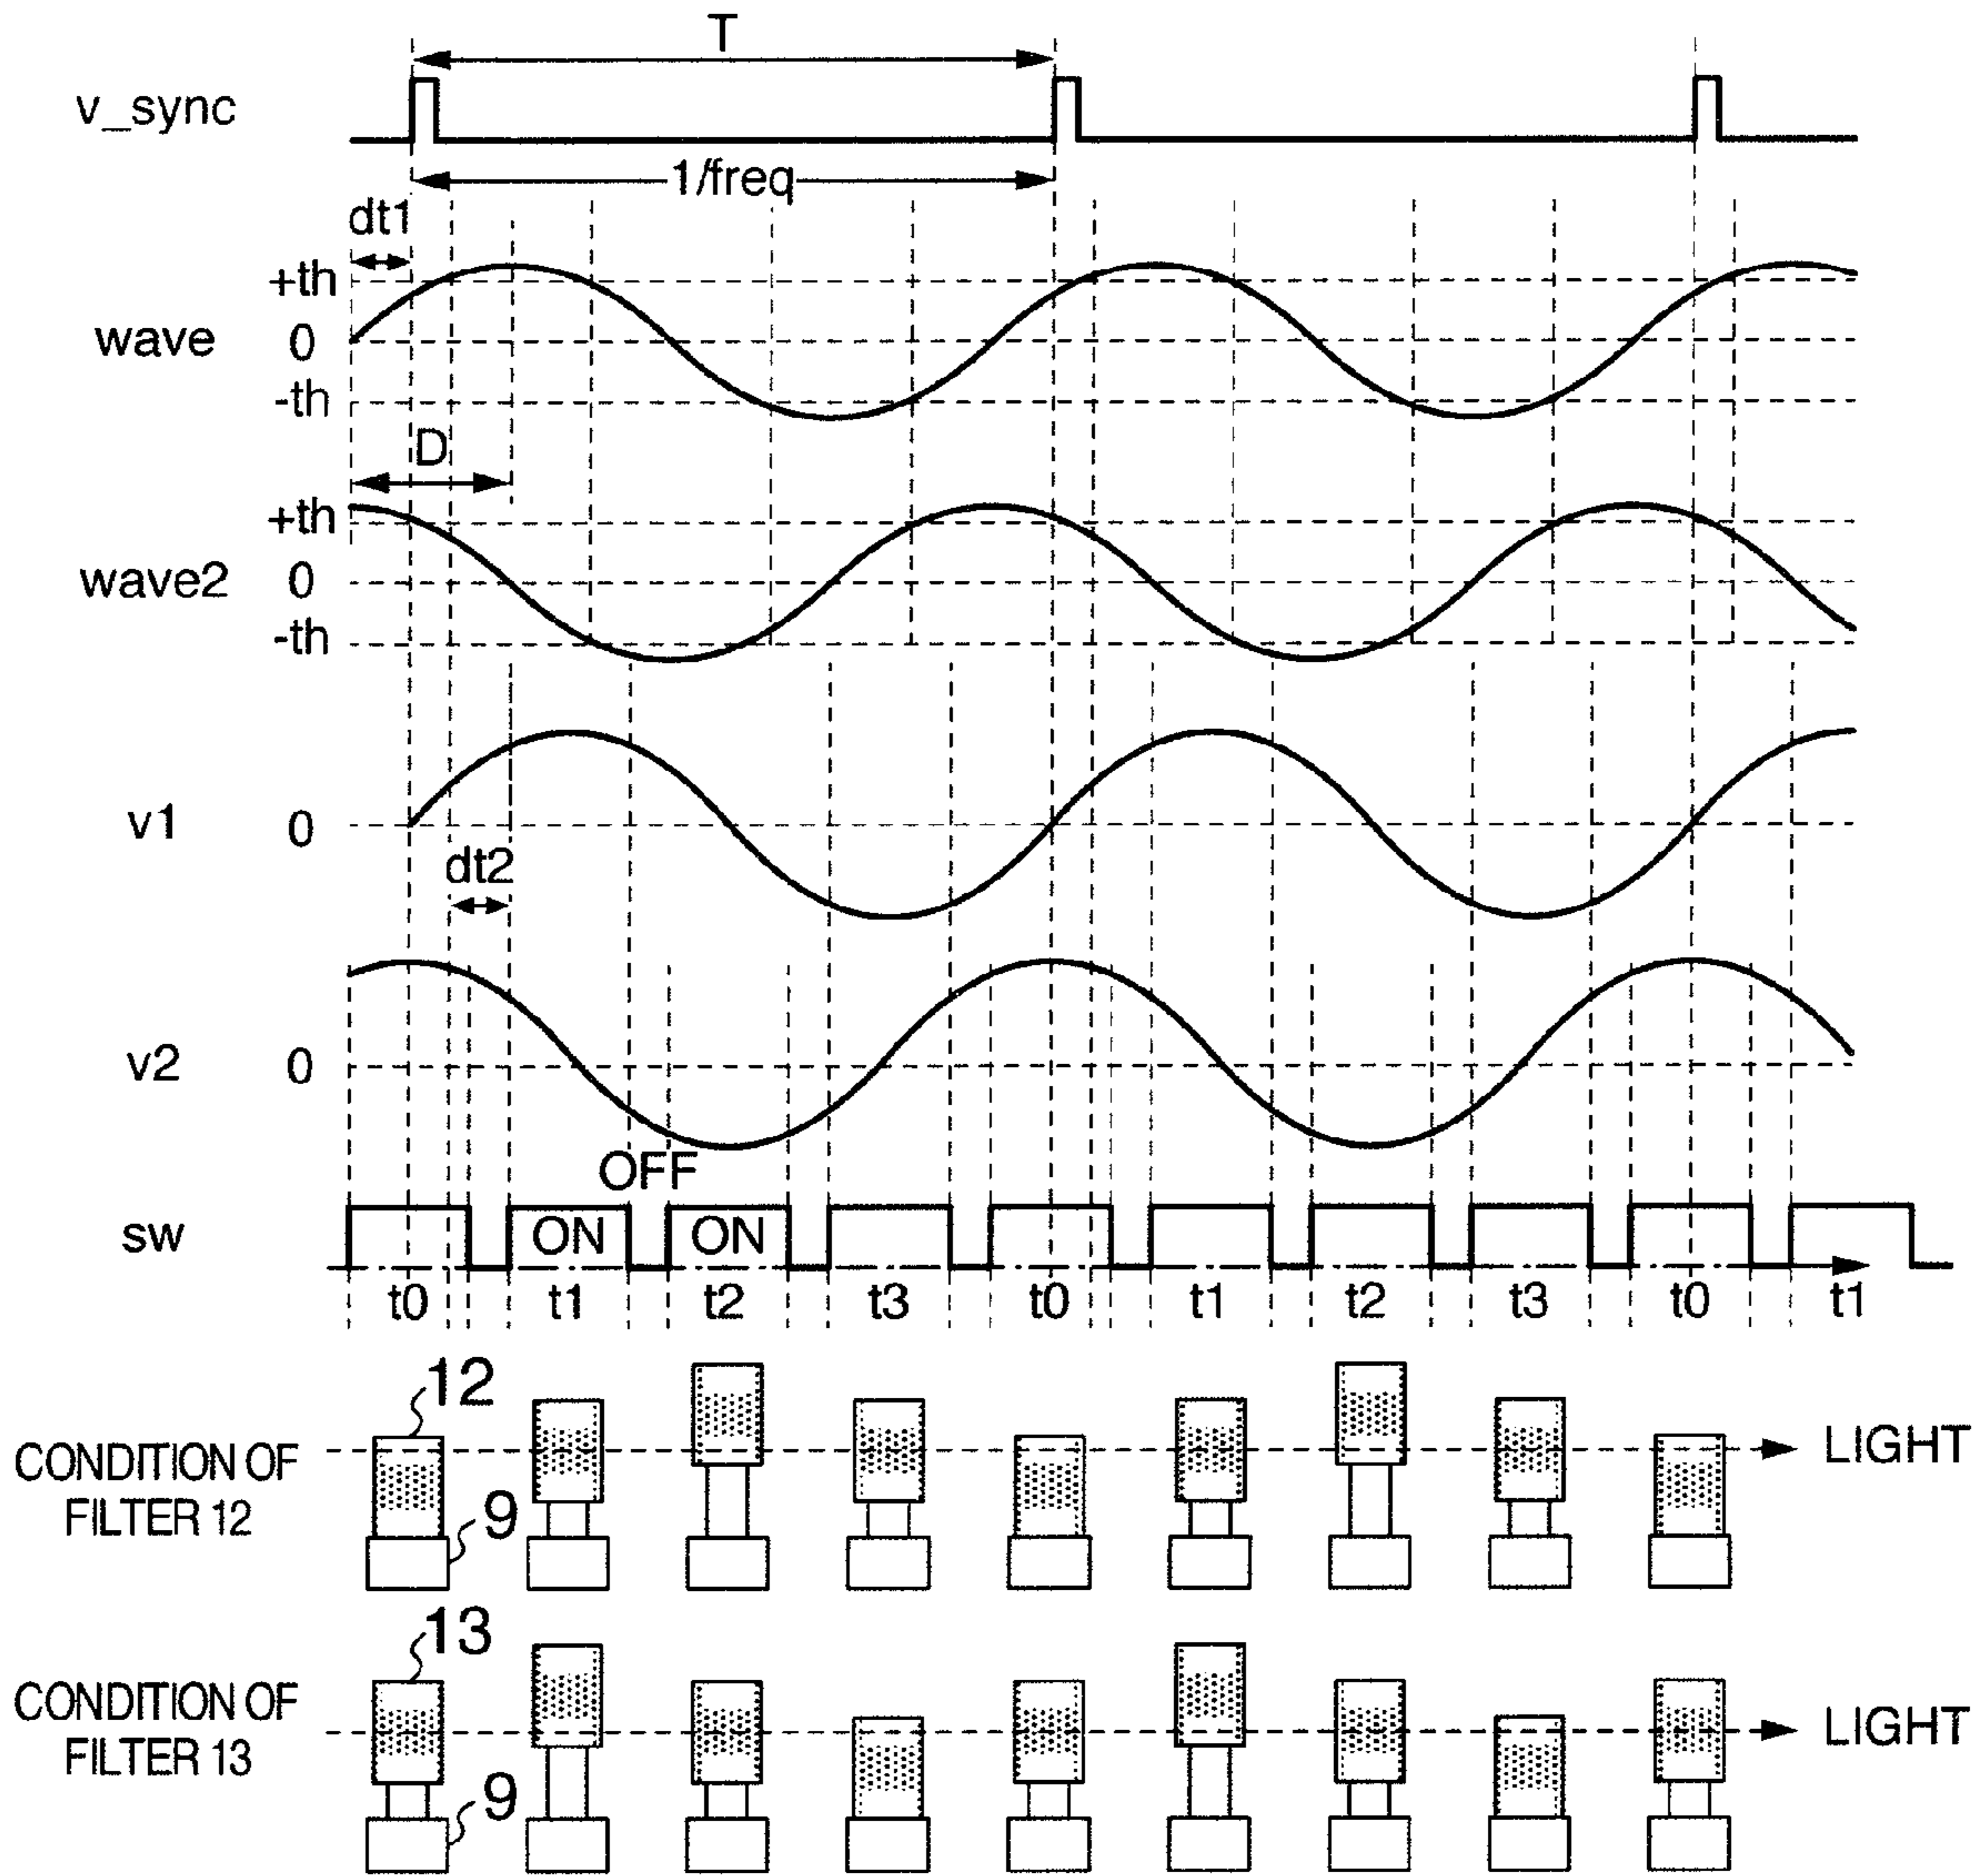 T
v_sync
1/freq
dt1
+th
wave 0
-th
D
+th
wave2 0
-th
v1 0
dt2
v2 0
OFF
sw ON ON
t0 t1 t2 t3 t0 t1 t2 t3 t0 t1
12
CONDITION OF
FILTER 12
LIGHT
9
13
CONDITION OF
FILTER 13
LIGHT
9